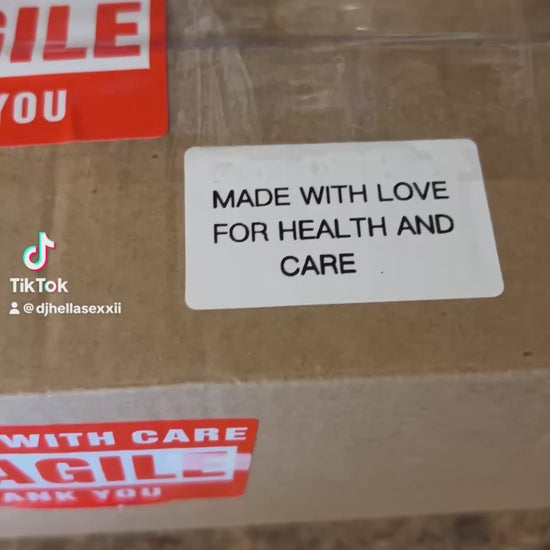 GILE
YOU
MADE WITH LOVE
FOR HEALTH AND
CARE
TikTok
@djhellasexxii
WITH CARE
AGILE
ANK YOU